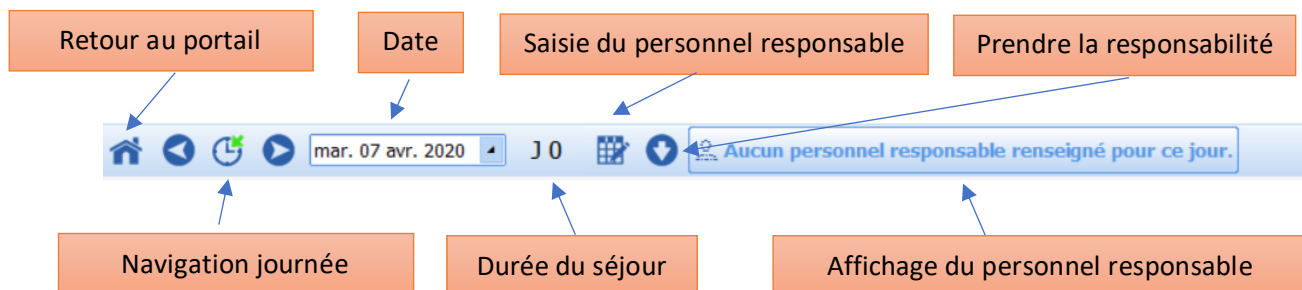 Retour au portail
Date
Saisie du personnel responsable
Prendre la responsabilité
mar. 07 avr. 2020
J 0
Aucun personnel responsable renseigné pour ce jour.
Navigation journée
Durée du séjour
Affichage du personnel responsable